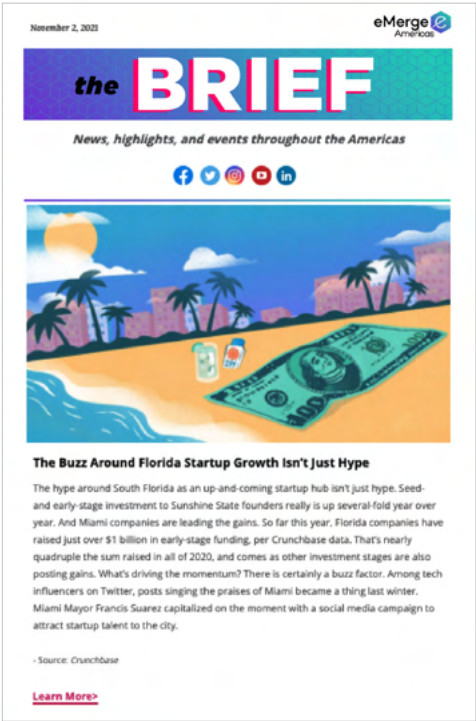 November 2, 2021
eMerge
Americas
the BRIEF
News, highlights, and events throughout the Americas
The Buzz Around Florida Startup Growth Isn't Just Hype
The hype around South Florida as an up-and-coming startup hub isn't just hype. Seed-
and early-stage investment to Sunshine State founders really is up several-fold year over
year. And Miami companies are leading the gains. So far this year, Florida companies have
raised just over $1 billion in early-stage funding, per Crunchbase data. That's nearly
quadruple the sum raised in all of 2020, and comes as other investment stages are also
posting gains. What's driving the momentum? There is certainly a buzz factor. Among tech
influencers on Twitter, posts singing the praises of Miami became a thing last winter.
Miami Mayor Francis Suarez capitalized on the moment with a social media campaign to
attract startup talent to the city.
- Source: Crunchbase
Learn More>